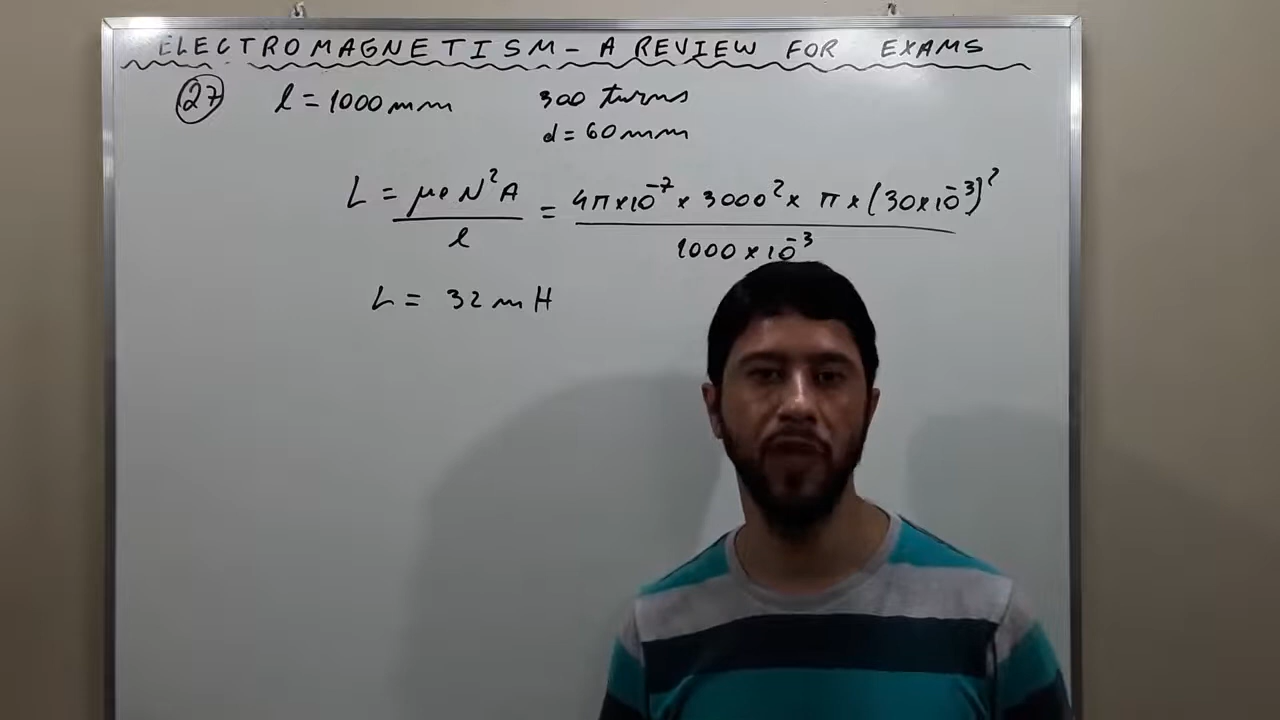 ELECTROMAGNETISM - A REVIEW FOR EXAMS
27 l = 1000 mm 300 turns
d = 60 mm
L = μ₀ N² A / l = 4π×10⁻⁷ × 3000² × π × (30×10⁻³)² / 1000 × 10⁻³
L = 32 mH